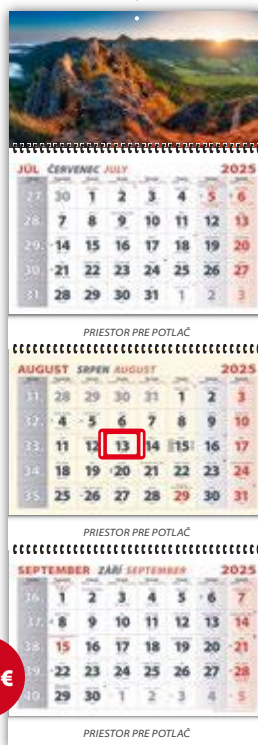 JÚL ČERVENEC JULY 2025
27. 30 1 2 3 4 5 6
28. 7 8 9 10 11 12 13
29. 14 15 16 17 18 19 20
30. 21 22 23 24 25 26 27
31. 28 29 30 31 1 2 3
PRIESTOR PRE POTLAČ
AUGUST SRPEN AUGUST 2025
31. 28 29 30 31 1 2 3
32. 4 5 6 7 8 9 10
33. 11 12 13 14 15 16 17
34. 18 19 20 21 22 23 24
35. 25 26 27 28 29 30 31
PRIESTOR PRE POTLAČ
SEPTEMBER ZÁŘÍ SEPTEMBER 2025
36. 1 2 3 4 5 6 7
37. 8 9 10 11 12 13 14
38. 15 16 17 18 19 20 21
€ 39. 22 23 24 25 26 27 28
40. 29 30 1 2 3 4 5
PRIESTOR PRE POTLAČ